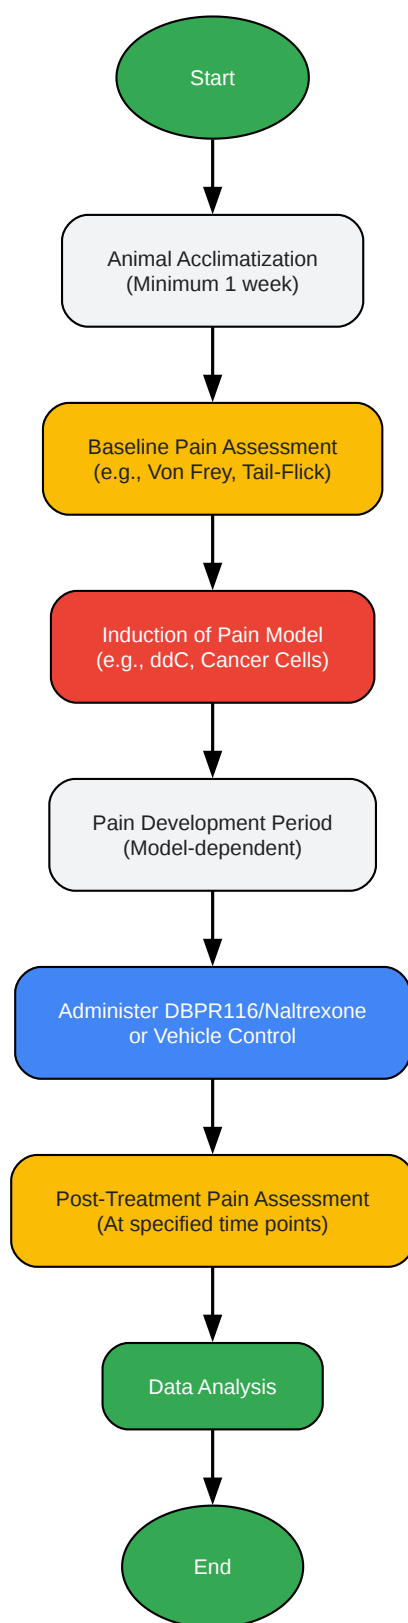 Start
Animal Acclimatization
(Minimum 1 week)
Baseline Pain Assessment
(e.g., Von Frey, Tail-Flick)
Induction of Pain Model
(e.g., ddC, Cancer Cells)
Pain Development Period
(Model-dependent)
Administer DBPR116/Naltrexone
or Vehicle Control
Post-Treatment Pain Assessment
(At specified time points)
Data Analysis
End